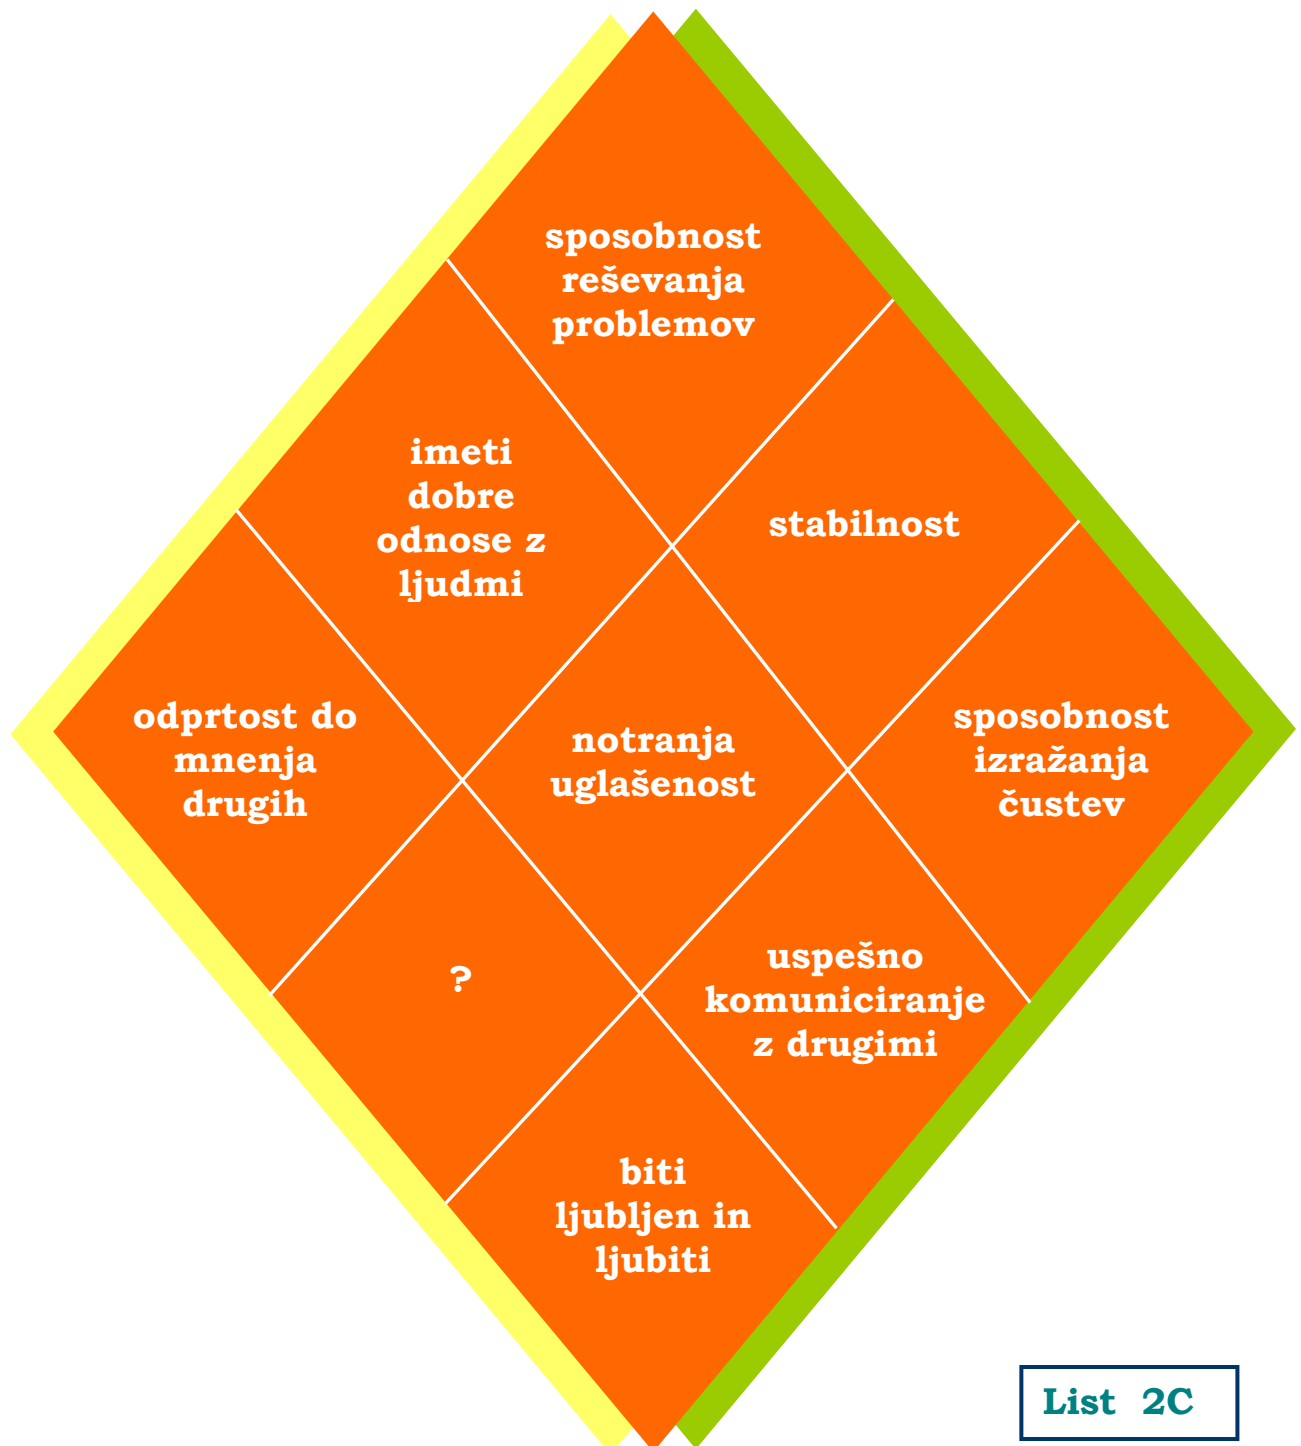 sposobnost
reševanja
problemov
imeti
dobre
odnose z
ljudmi
stabilnost
odprtost do
mnenja
drugih
notranja
uglašenost
sposobnost
izražanja
čustev
?
uspešno
komuniciranje
z drugimi
biti
ljubljen in
ljubiti
List 2C